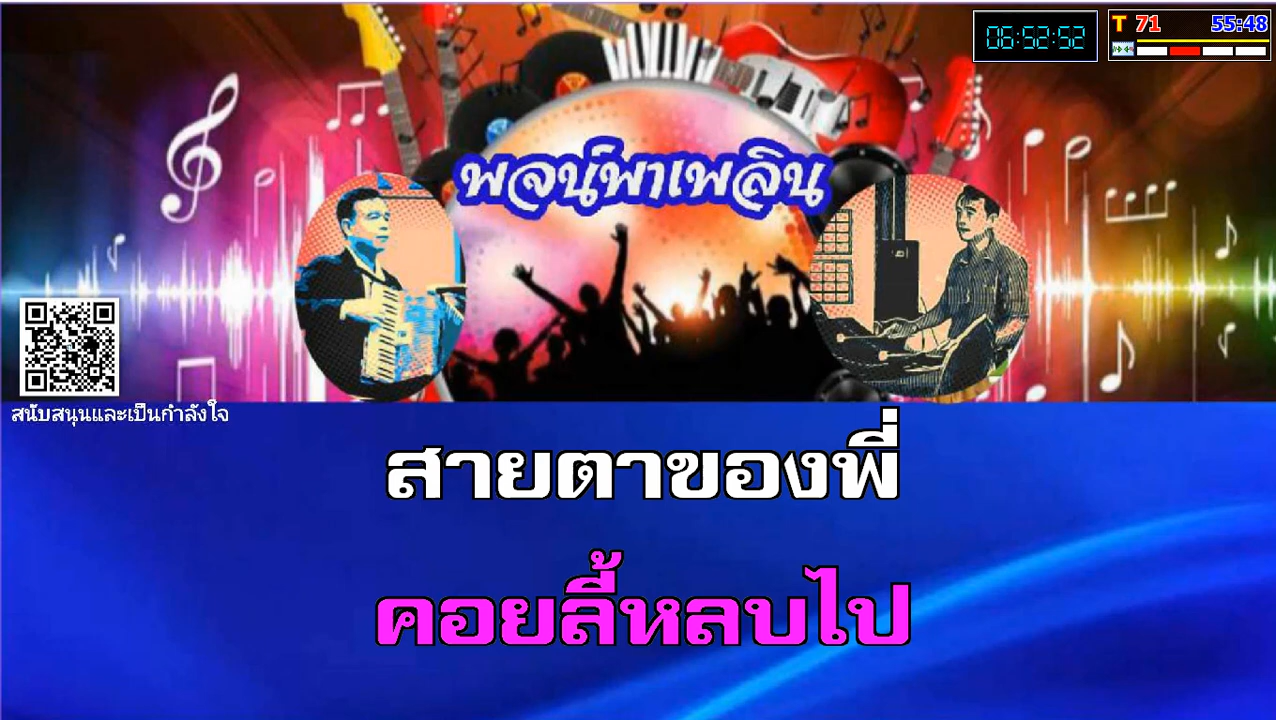 06:52:52
T 71 55:48
พจน์พาเพลิน
สนับสนุนและเป็นกำลังใจ
สายตาของพี่
คอยลี้หลบไป